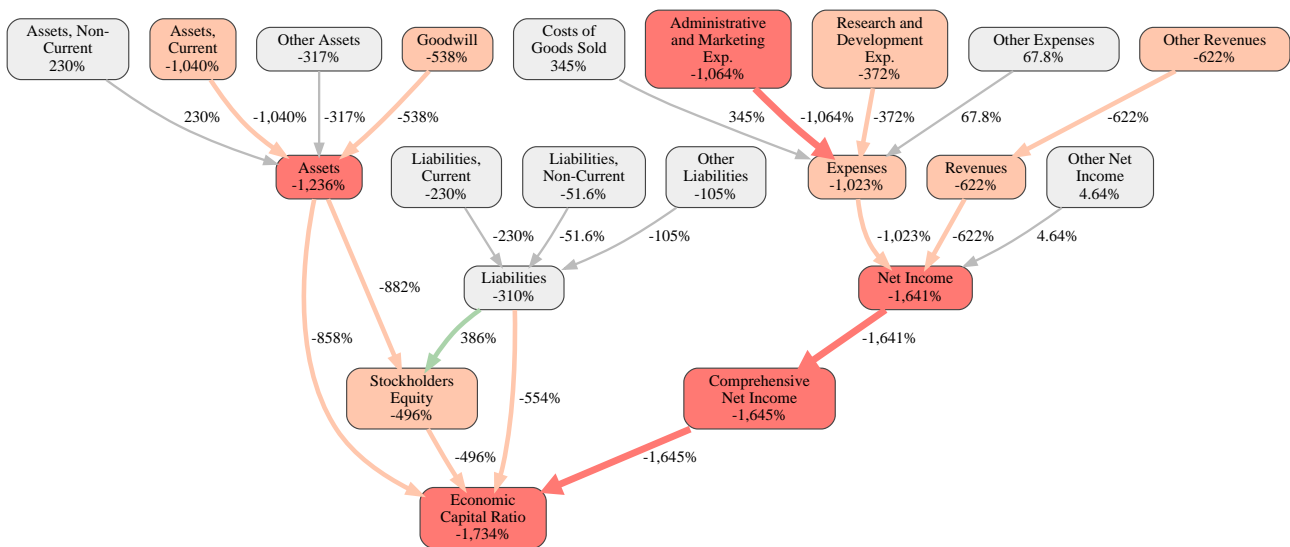 Assets, Non-
Current
230%
Assets,
Current
-1,040%
Other Assets
-317%
Goodwill
-538%
Costs of
Goods Sold
345%
Administrative
and Marketing
Exp.
-1,064%
Research and
Development
Exp.
-372%
Other Expenses
67.8%
Other Revenues
-622%
230%
-1,040%
-317%
-538%
345%
-1,064%
-372%
67.8%
-622%
Assets
-1,236%
Liabilities,
Current
-230%
Liabilities,
Non-Current
-51.6%
Other
Liabilities
-105%
Expenses
-1,023%
Revenues
-622%
Other Net
Income
4.64%
-230%
-51.6%
-105%
-1,023%
-622%
4.64%
-882%
Liabilities
-310%
Net Income
-1,641%
-858%
386%
-1,641%
Stockholders
Equity
-496%
-554%
Comprehensive
Net Income
-1,645%
-496%
-1,645%
Economic
Capital Ratio
-1,734%